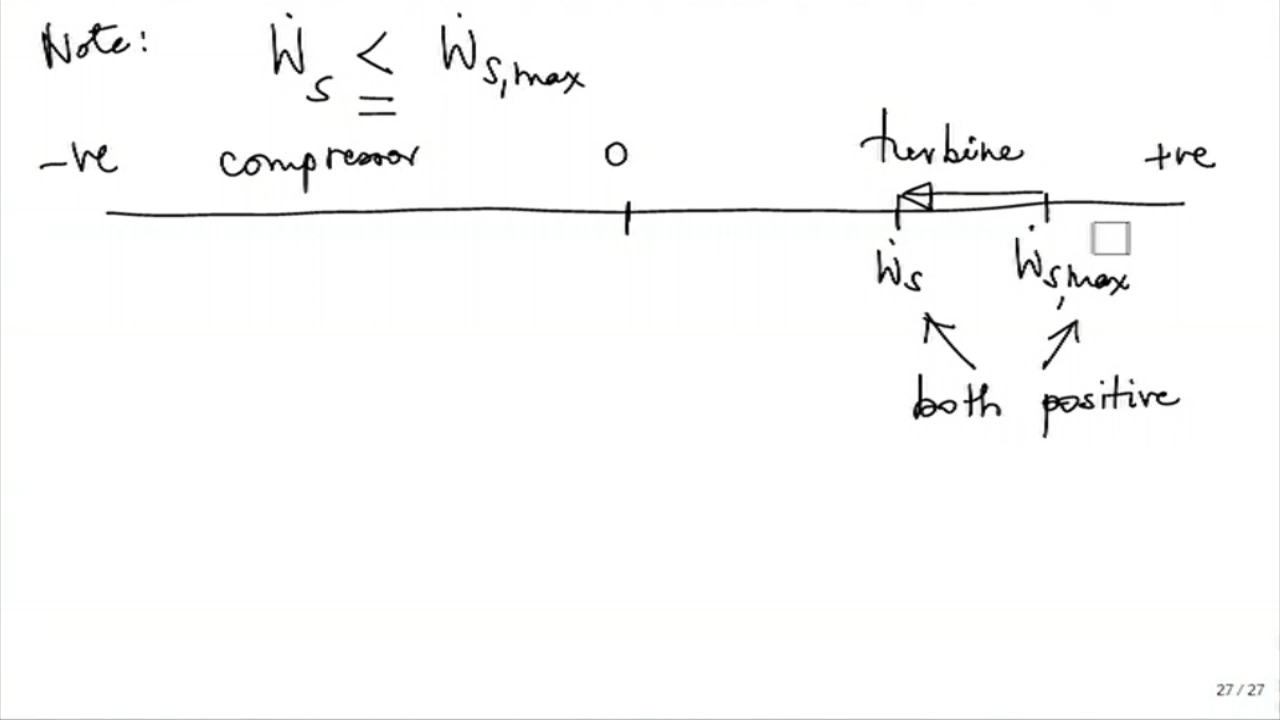 Note: Ẇs ≤ Ẇs,max
-ve compressor 0 turbine +ve
Ẇs Ẇs,max
both positive
27 / 27